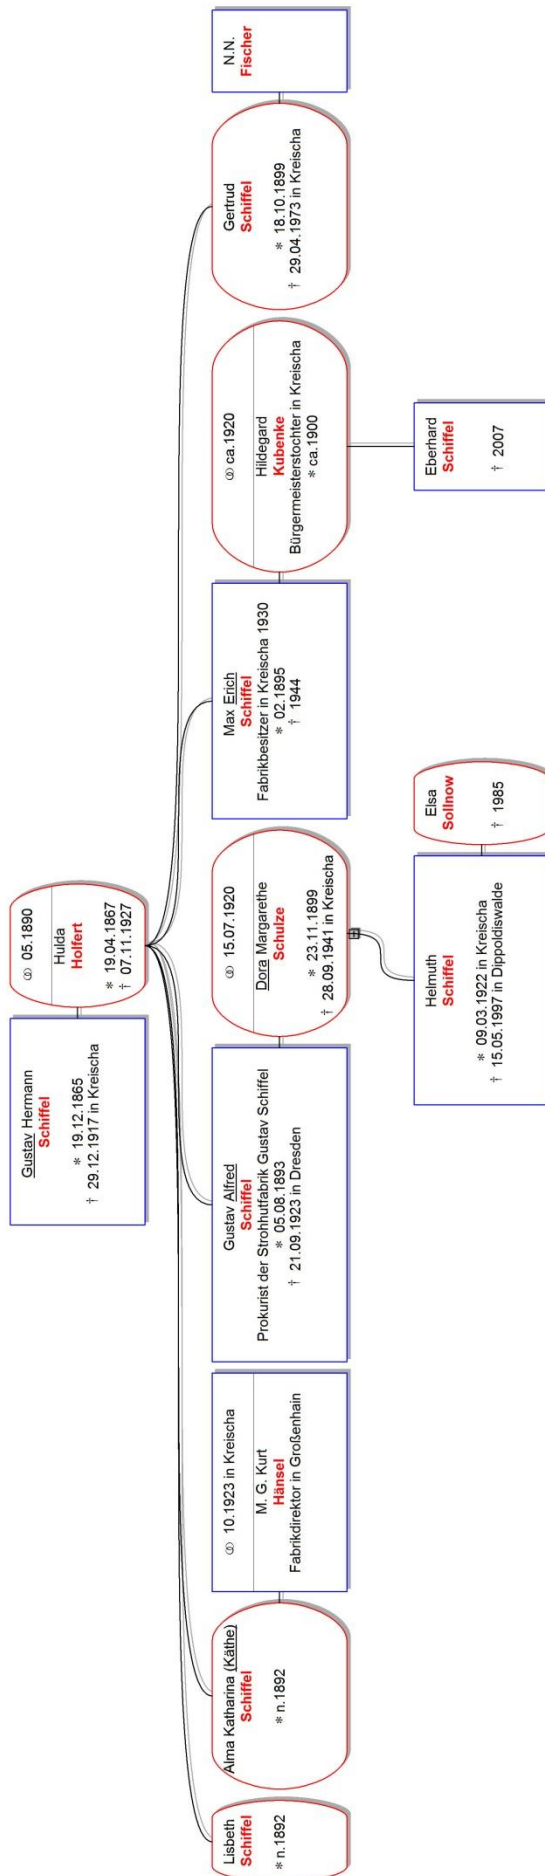 Gustav Hermann
Schiffel
* 19.12.1865
† 29.12.1917 in Kreischa
⚭ 05.1890
Hulda
Holfert
* 19.04.1867
† 07.11.1927
Lisbeth
Schiffel
* n.1892
Alma Katharina (Käthe)
Schiffel
* n.1892
⚭ 10.1923 in Kreischa
M. G. Kurt
Hänsel
Fabrikdirektor in Großenhain
Gustav Alfred
Schiffel
Prokurist der Strohhutfabrik Gustav Schiffel
* 05.08.1893
† 21.09.1923 in Dresden
⚭ 15.07.1920
Dora Margarethe
Schulze
* 23.11.1899
† 28.09.1941 in Kreischa
Max Erich
Schiffel
Fabrikbesitzer in Kreischa 1930
* 02.1895
† 1944
⚭ ca.1920
Hildegard
Kubenke
Bürgermeisterstochter in Kreischa
* ca.1900
Gertrud
Schiffel
* 18.10.1899
† 29.04.1973 in Kreischa
N.N.
Fischer
Helmuth
Schiffel
* 09.03.1922 in Kreischa
† 15.05.1997 in Dippoldiswalde
Elsa
Sollnow
† 1985
Eberhard
Schiffel
† 2007